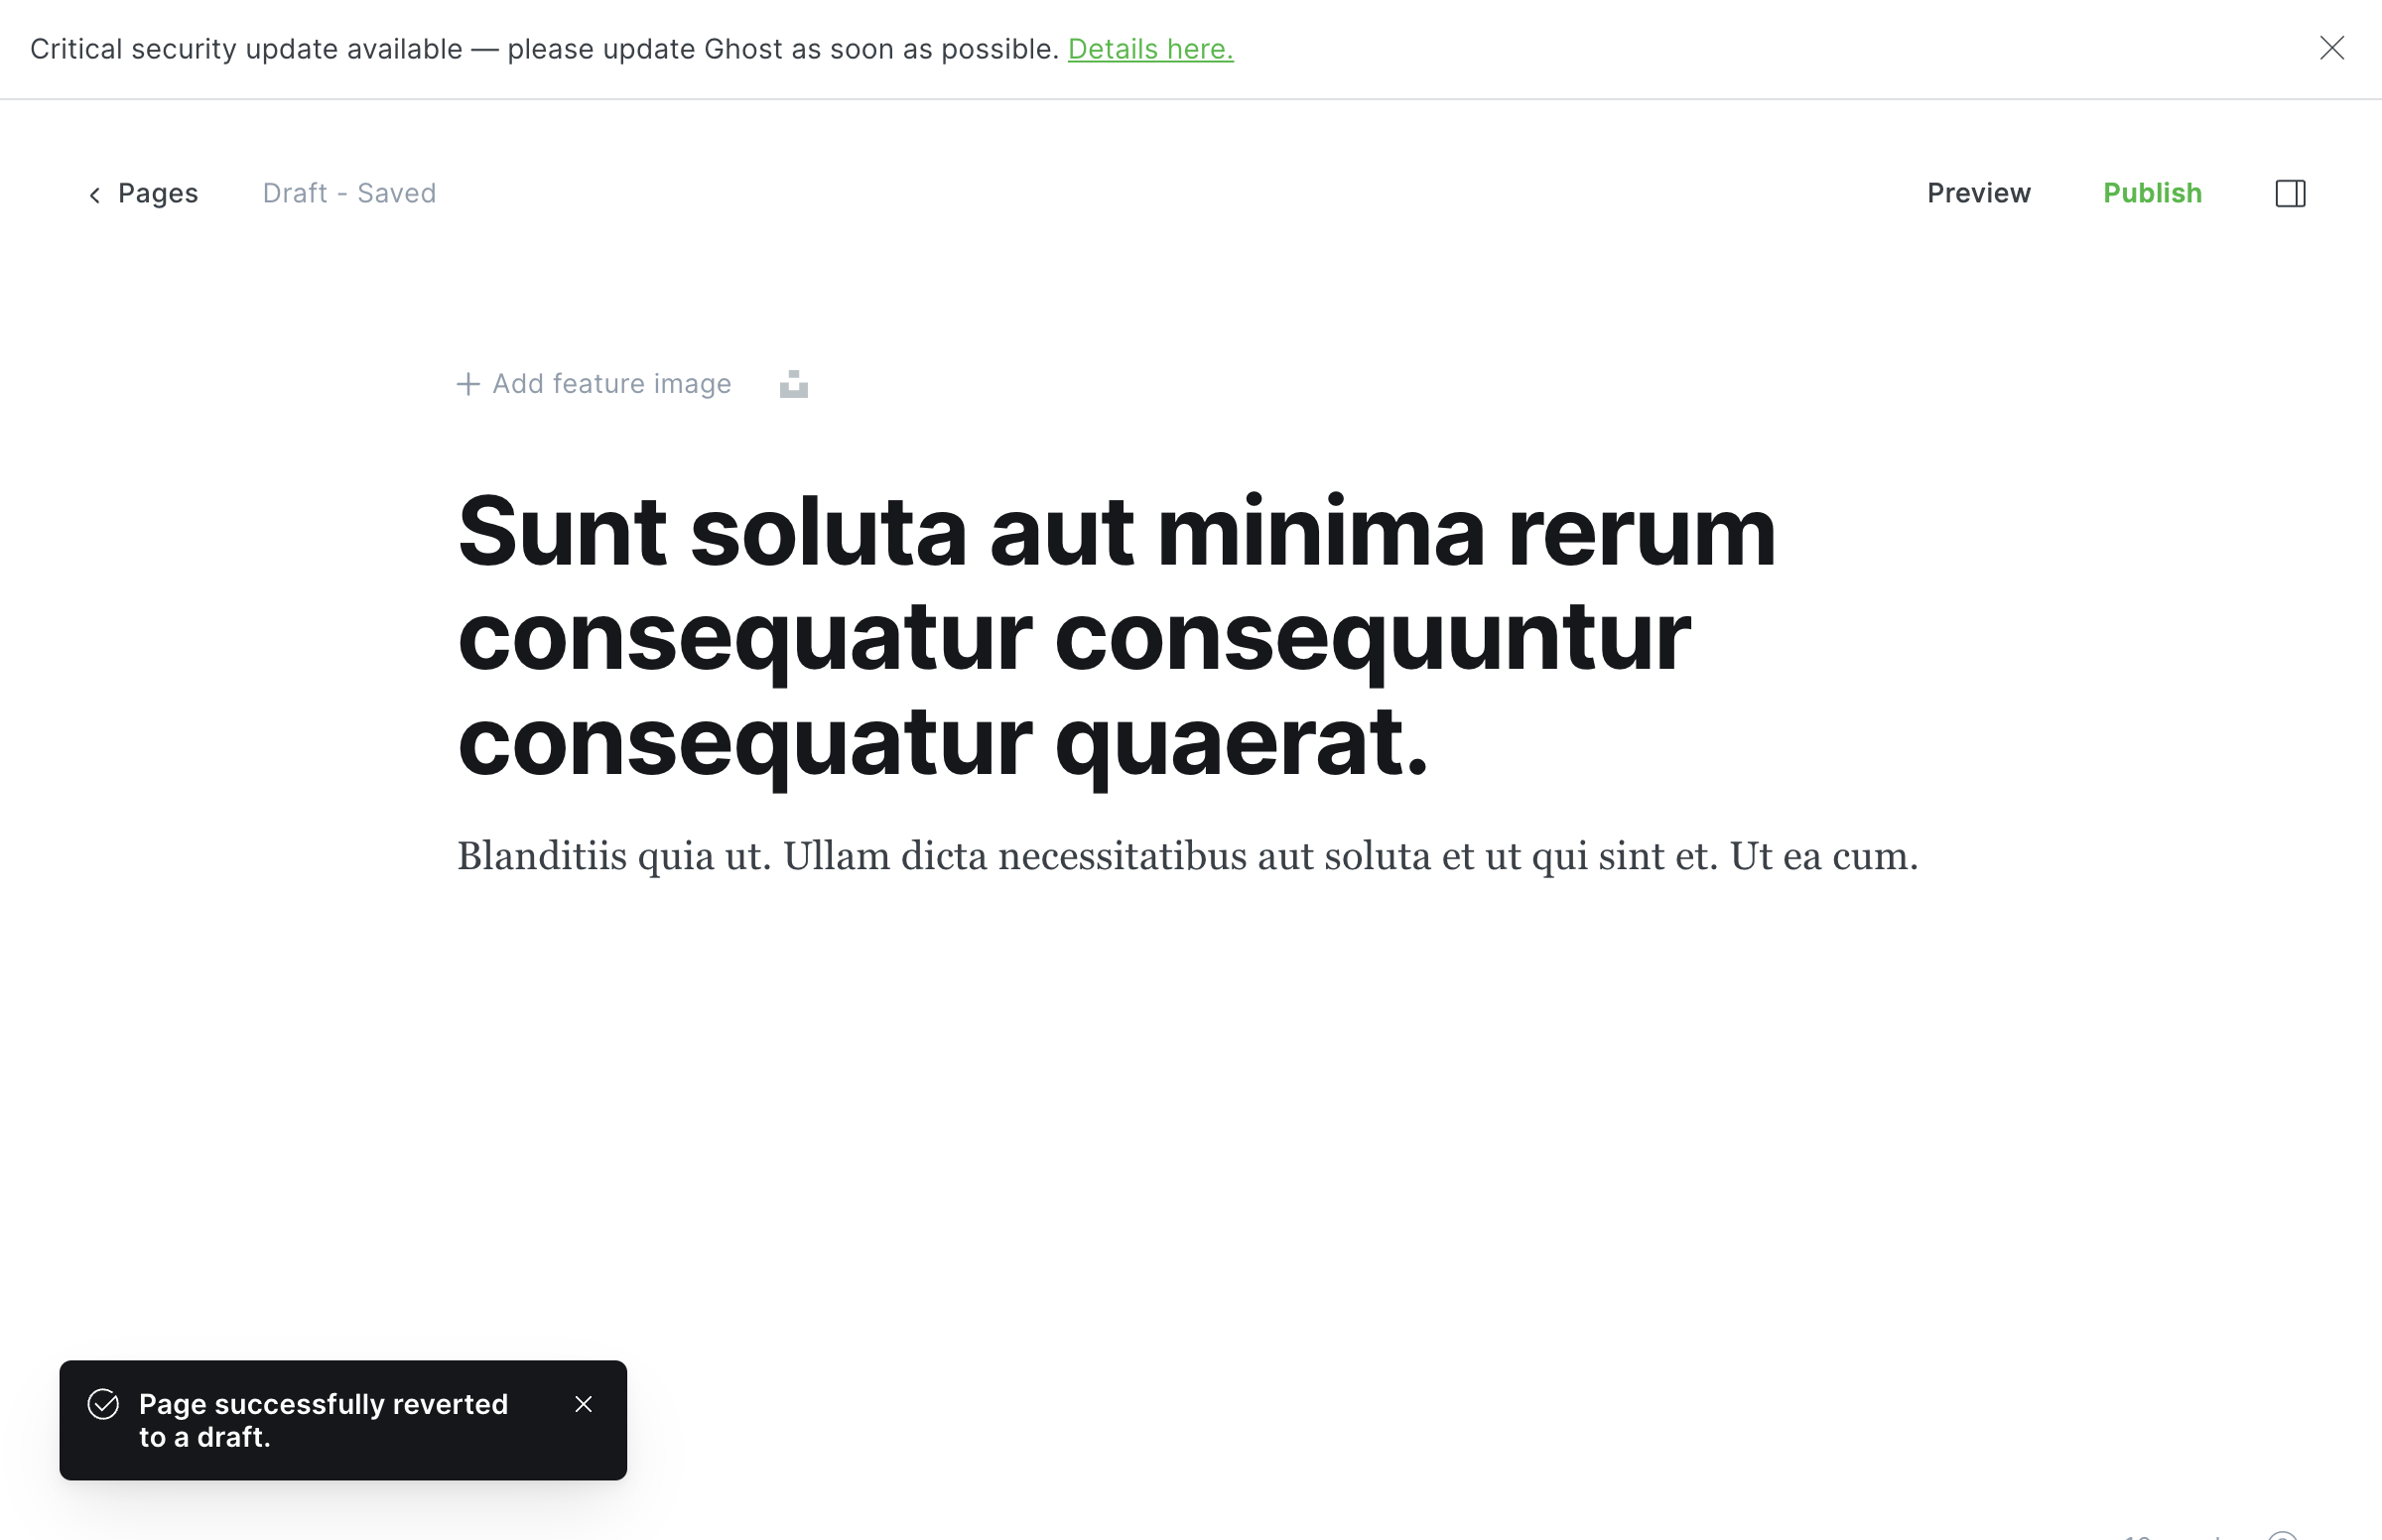 Critical security update available — please update Ghost as soon as possible. Details here.
Pages
Draft - Saved
Preview
Publish
Add feature image
Sunt soluta aut minima rerum
consequatur consequuntur
consequatur quaerat.
Blanditiis quia ut. Ullam dicta necessitatibus aut soluta et ut qui sint et. Ut ea cum.
Page successfully reverted
to a draft.